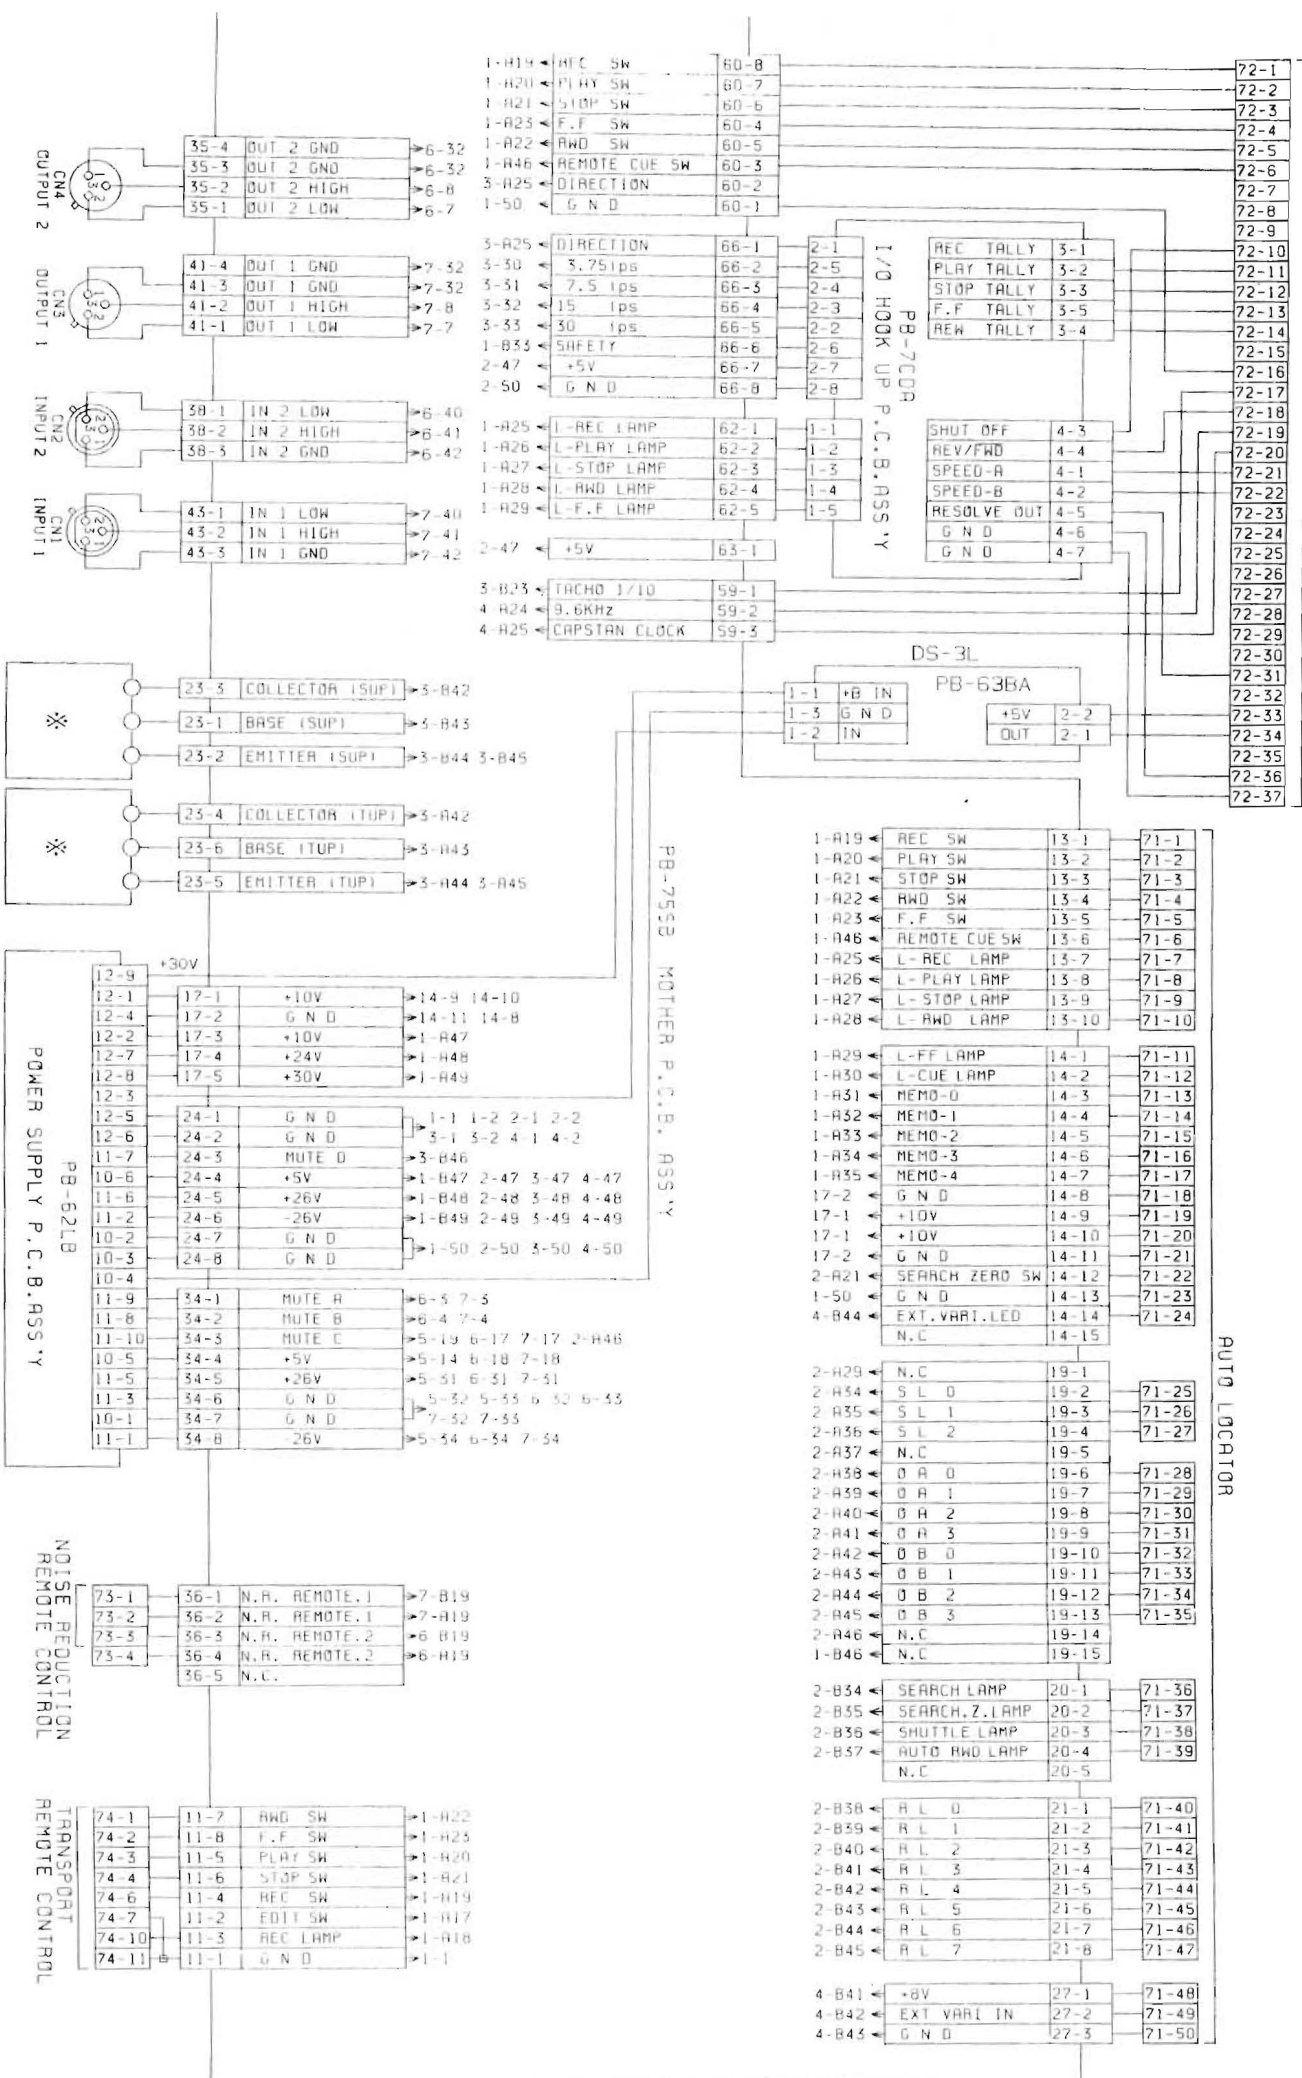 1-A19 REC SW 60-8
1-A20 PLAY SW 60-7
1-A21 STOP SW 60-6
1-A23 F.F SW 60-4
1-A22 RWD SW 60-5
1-A46 REMOTE CUE SW 60-3
3-A25 DIRECTION 60-2
1-50 G N D 60-1
3-A25 DIRECTION 66-1 2-1
3-30 3.75ips 66-2 2-5
3-31 7.5 ips 66-3 2-4
3-32 15 ips 66-4 2-3
3-33 30 ips 66-5 2-2
1-B33 SAFETY 66-6 2-6
2-47 +5V 66-7 2-7
2-50 G N D 66-8 2-8
1-A25 L-REC LAMP 62-1 1-1
1-A26 L-PLAY LAMP 62-2 1-2
1-A27 L-STOP LAMP 62-3 1-3
1-A28 L-RWD LAMP 62-4 1-4
1-A29 L-F.F LAMP 62-5 1-5
2-47 +5V 63-1
3-B23 TACHO 1/10 59-1
4-A24 9.6KHz 59-2
4-A25 CAPSTAN CLOCK 59-3
PB-7CDA
I/O HOOK UP P.C.B.ASS'Y
REC TALLY 3-1
PLAY TALLY 3-2
STOP TALLY 3-3
F.F TALLY 3-5
REW TALLY 3-4
SHUT OFF 4-3
REV/FWD 4-4
SPEED-A 4-1
SPEED-B 4-2
RESOLVE OUT 4-5
G N D 4-6
G N D 4-7
72-1
72-2
72-3
72-4
72-5
72-6
72-7
72-8
72-9
72-10
72-11
72-12
72-13
72-14
72-15
72-16
72-17
72-18
72-19
72-20
72-21
72-22
72-23
72-24
72-25
72-26
72-27
72-28
72-29
72-30
72-31
72-32
72-33
72-34
72-35
72-36
72-37
DS-3L
PB-63BA
1-1 +B IN
1-3 G N D
1-2 IN
+5V 2-2
OUT 2-1
CN4
OUTPUT 2
35-4 OUT 2 GND 6-32
35-3 OUT 2 GND 6-32
35-2 OUT 2 HIGH 6-8
35-1 OUT 2 LOW 6-7
CN3
OUTPUT 1
41-4 OUT 1 GND 7-32
41-3 OUT 1 GND 7-32
41-2 OUT 1 HIGH 7-8
41-1 OUT 1 LOW 7-7
CN2
INPUT2
38-1 IN 2 LOW 6-40
38-2 IN 2 HIGH 6-41
38-3 IN 2 GND 6-42
CN1
INPUT1
43-1 IN 1 LOW 7-40
43-2 IN 1 HIGH 7-41
43-3 IN 1 GND 7-42
※
23-3 COLLECTOR (SUP) 3-B42
23-1 BASE (SUP) 3-B43
23-2 EMITTER (SUP) 3-B44 3-B45
※
23-4 COLLECTOR (TUP) 3-A42
23-6 BASE (TUP) 3-A43
23-5 EMITTER (TUP) 3-A44 3-A45
PB-62LB
POWER SUPPLY P.C.B.ASS'Y
12-9 +30V
12-1 17-1 +10V 14-9 14-10
12-4 17-2 G N D 14-11 14-8
12-2 17-3 +10V 1-A47
12-7 17-4 +24V 1-A48
12-8 17-5 +30V 1-A49
12-3
12-5 24-1 G N D 1-1 1-2 2-1 2-2
12-6 24-2 G N D 3-1 3-2 4-1 4-2
11-7 24-3 MUTE D 3-B46
10-6 24-4 +5V 1-B47 2-47 3-47 4-47
11-6 24-5 +26V 1-B48 2-48 3-48 4-48
11-2 24-6 -26V 1-B49 2-49 3-49 4-49
10-2 24-7 G N D
10-3 24-8 G N D 1-50 2-50 3-50 4-50
10-4
11-9 34-1 MUTE A 6-3 7-3
11-8 34-2 MUTE B 6-4 7-4
11-10 34-3 MUTE C 5-19 6-17 7-17 2-A46
10-5 34-4 +5V 5-14 6-18 7-18
11-5 34-5 +26V 5-31 6-31 7-31
11-3 34-6 G N D 5-32 5-33 6-32 6-33
10-1 34-7 G N D 7-32 7-33
11-1 34-8 -26V 5-34 6-34 7-34
PB-75SB MOTHER P.C.B. ASS'Y
NOISE REDUCTION
REMOTE CONTROL
73-1 36-1 N.R. REMOTE.1 7-B19
73-2 36-2 N.R. REMOTE.1 7-A19
73-3 36-3 N.R. REMOTE.2 6-B19
73-4 36-4 N.R. REMOTE.2 6-A19
36-5 N.C.
TRANSPORT
REMOTE CONTROL
74-1 11-7 RWD SW 1-A22
74-2 11-8 F.F SW 1-A23
74-3 11-5 PLAY SW 1-A20
74-4 11-6 STOP SW 1-A21
74-6 11-4 REC SW 1-A19
74-7 11-2 EDIT SW 1-A17
74-10 11-3 REC LAMP 1-A18
74-11 11-1 G N D 1-1
AUTO LOCATOR
1-A19 REC SW 13-1 71-1
1-A20 PLAY SW 13-2 71-2
1-A21 STOP SW 13-3 71-3
1-A22 RWD SW 13-4 71-4
1-A23 F.F SW 13-5 71-5
1-A46 REMOTE CUE SW 13-6 71-6
1-A25 L-REC LAMP 13-7 71-7
1-A26 L-PLAY LAMP 13-8 71-8
1-A27 L-STOP LAMP 13-9 71-9
1-A28 L-RWD LAMP 13-10 71-10
1-A29 L-FF LAMP 14-1 71-11
1-A30 L-CUE LAMP 14-2 71-12
1-A31 MEMO-0 14-3 71-13
1-A32 MEMO-1 14-4 71-14
1-A33 MEMO-2 14-5 71-15
1-A34 MEMO-3 14-6 71-16
1-A35 MEMO-4 14-7 71-17
17-2 G N D 14-8 71-18
17-1 +10V 14-9 71-19
17-1 +10V 14-10 71-20
17-2 G N D 14-11 71-21
2-A21 SEARCH ZERO SW 14-12 71-22
1-50 G N D 14-13 71-23
4-B44 EXT.VARI.LED 14-14 71-24
N.C 14-15
2-A29 N.C 19-1
2-A34 S L 0 19-2 71-25
2-A35 S L 1 19-3 71-26
2-A36 S L 2 19-4 71-27
2-A37 N.C 19-5
2-A38 D A 0 19-6 71-28
2-A39 D A 1 19-7 71-29
2-A40 D A 2 19-8 71-30
2-A41 D A 3 19-9 71-31
2-A42 D B 0 19-10 71-32
2-A43 D B 1 19-11 71-33
2-A44 D B 2 19-12 71-34
2-A45 D B 3 19-13 71-35
2-A46 N.C 19-14
1-B46 N.C 19-15
2-B34 SEARCH LAMP 20-1 71-36
2-B35 SEARCH.Z.LAMP 20-2 71-37
2-B36 SHUTTLE LAMP 20-3 71-38
2-B37 AUTO RWD LAMP 20-4 71-39
N.C 20-5
2-B38 R L 0 21-1 71-40
2-B39 R L 1 21-2 71-41
2-B40 R L 2 21-3 71-42
2-B41 R L 3 21-4 71-43
2-B42 R L 4 21-5 71-44
2-B43 R L 5 21-6 71-45
2-B44 R L 6 21-7 71-46
2-B45 R L 7 21-8 71-47
4-B41 +8V 27-1 71-48
4-B42 EXT VARI IN 27-2 71-49
4-B43 G N D 27-3 71-50